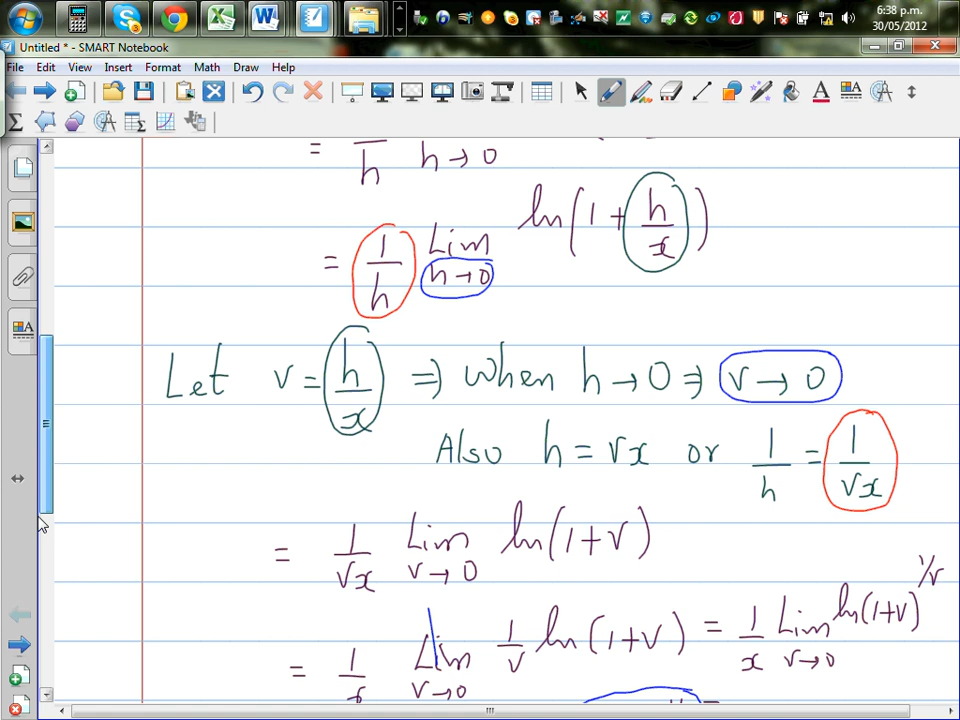 6:38 p.m.
30/05/2012
Untitled * - SMART Notebook
File Edit View Insert Format Math Draw Help
= 1/h h→0
= 1/h Lim h→0 ln(1 + h/x)
Let v = h/x ⇒ When h→0 ⇒ v→0
Also h = vx or 1/h = 1/vx
= 1/vx Lim v→0 ln(1+v)
= 1/x Lim v→0 1/v ln(1+v) = 1/x Lim v→0 ln(1+v)^1/v